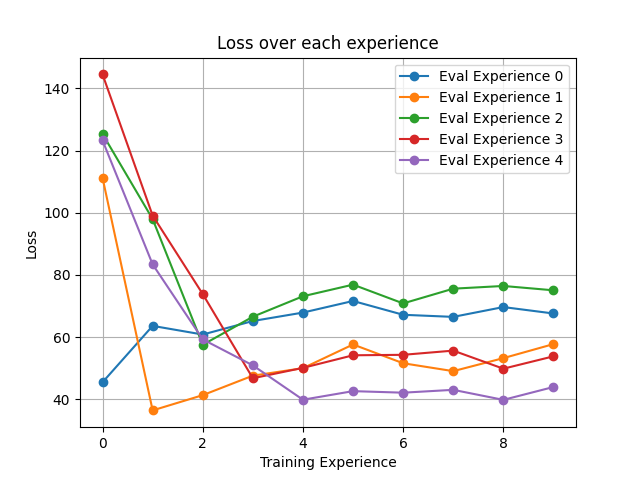 Loss over each experience
140
120
100
80
60
40
Loss
0
2
4
6
8
Training Experience
Eval Experience 0
Eval Experience 1
Eval Experience 2
Eval Experience 3
Eval Experience 4